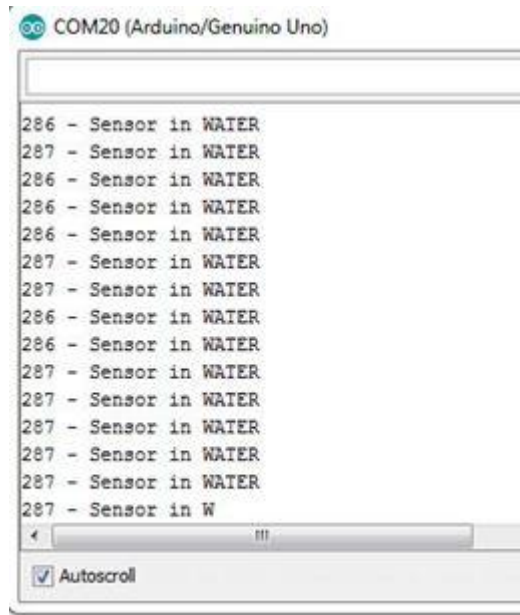 COM20 (Arduino/Genuino Uno)
286 - Sensor in WATER
287 - Sensor in WATER
286 - Sensor in WATER
286 - Sensor in WATER
286 - Sensor in WATER
287 - Sensor in WATER
287 - Sensor in WATER
286 - Sensor in WATER
286 - Sensor in WATER
287 - Sensor in WATER
287 - Sensor in WATER
287 - Sensor in WATER
287 - Sensor in WATER
287 - Sensor in WATER
287 - Sensor in W
Autoscroll